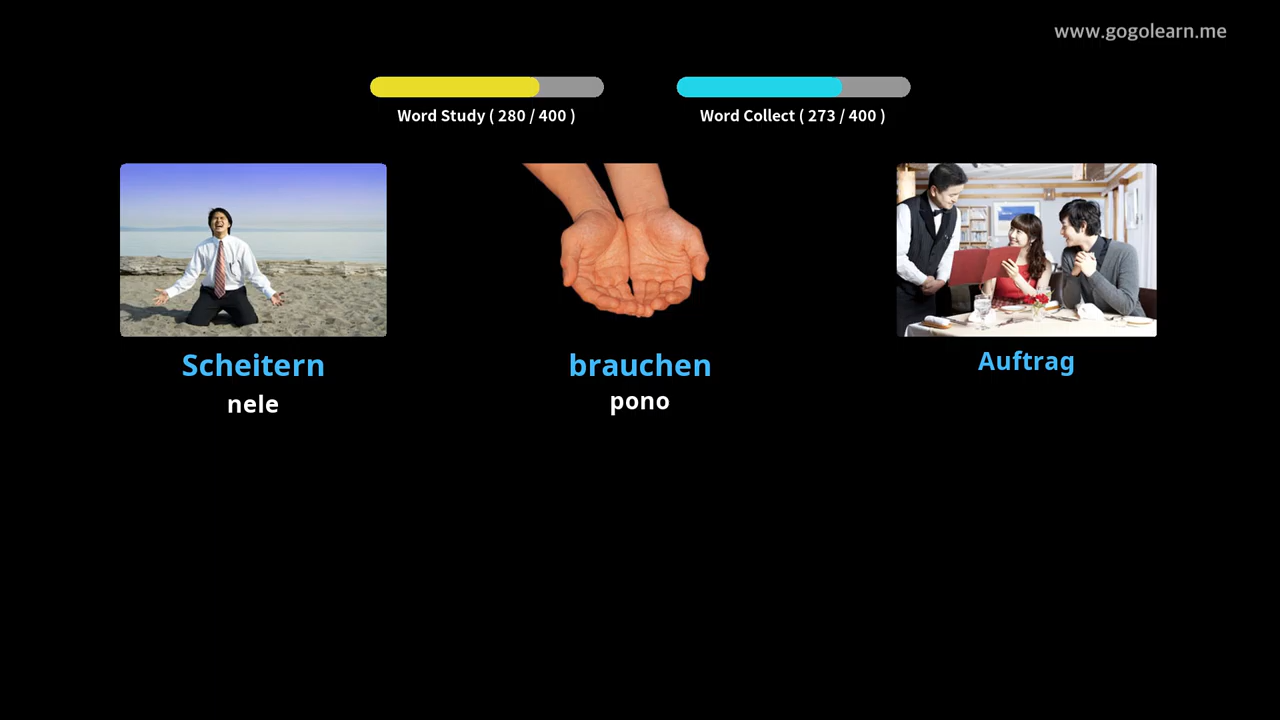 www.gogolearn.me
Word Study ( 280 / 400 )
Word Collect ( 273 / 400 )
Scheitern
nele
brauchen
pono
Auftrag